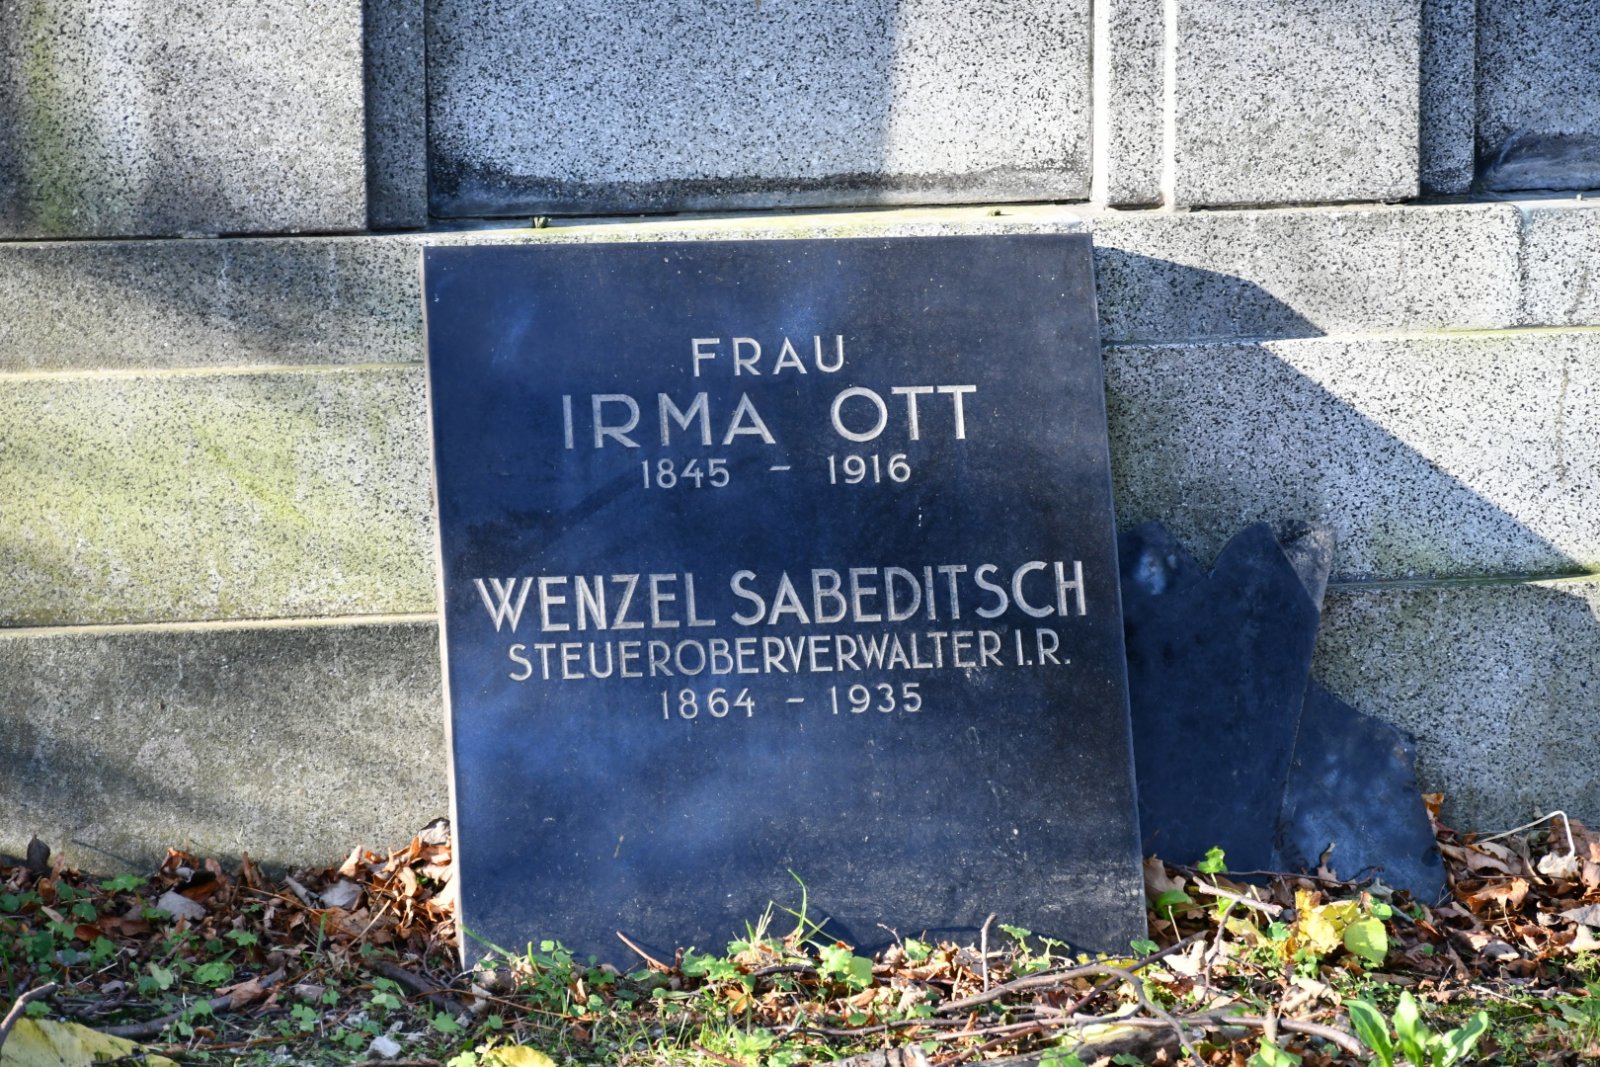 FRAU
IRMA OTT
1845 - 1916
WENZEL SABEDITSCH
STEUEROBERVERWALTER I.R.
1864 - 1935